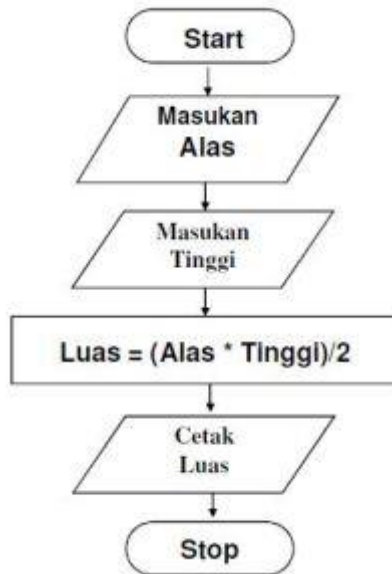 Start
Masukan
Alas
Masukan
Tinggi
Luas = (Alas * Tinggi)/2
Cetak
Luas
Stop